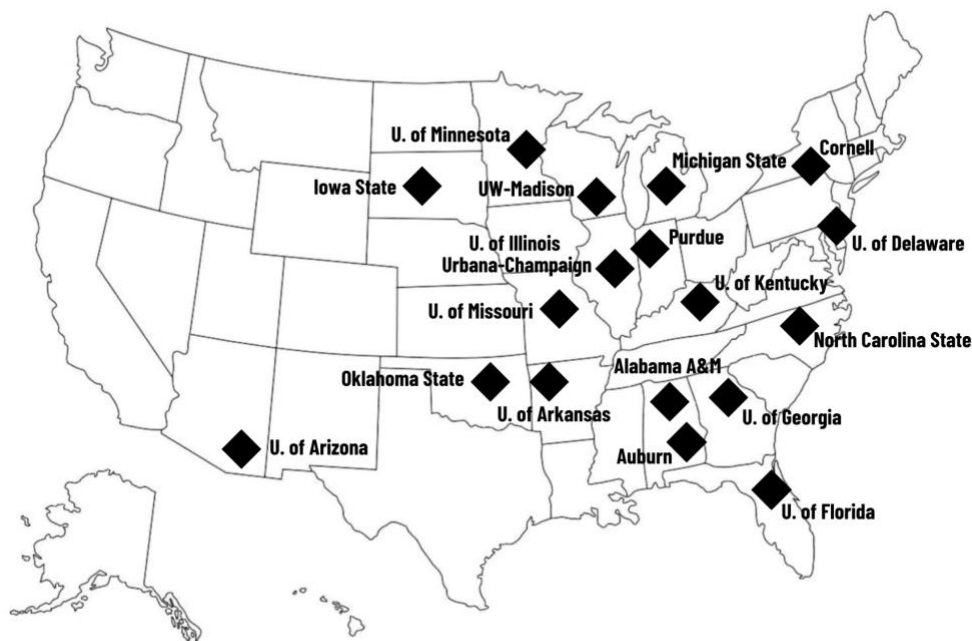 U. of Minnesota
Cornell
Michigan State
Iowa State
UW-Madison
Purdue
U. of Delaware
U. of Illinois
Urbana-Champaign
U. of Kentucky
U. of Missouri
North Carolina State
Alabama A&M
Oklahoma State
U. of Arkansas
U. of Georgia
U. of Arizona
Auburn
U. of Florida